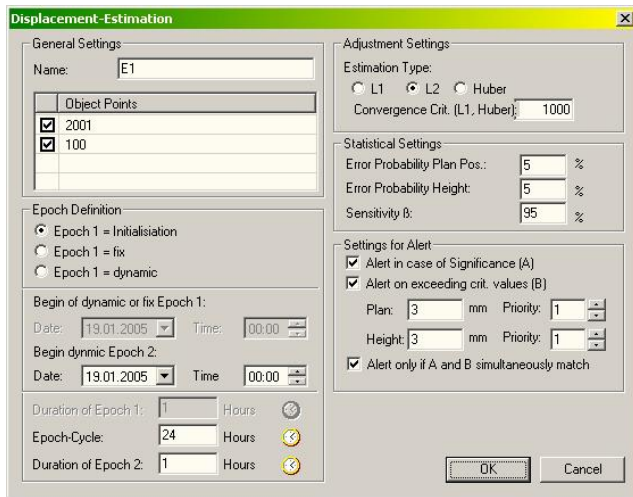 Displacement-Estimation
General Settings
Name: E1
Object Points
2001
100
Epoch Definition
Epoch 1 = Initialisiation
Epoch 1 = fix
Epoch 1 = dynamic
Begin of dynamic or fix Epoch 1:
Date: 19.01.2005 Time: 00:00
Begin dynmic Epoch 2:
Date: 19.01.2005 Time 00:00
Duration of Epoch 1: 1 Hours
Epoch-Cycle: 24 Hours
Duration of Epoch 2: 1 Hours
Adjustment Settings
Estimation Type:
L1 L2 Huber
Convergence Crit. (L1, Huber): 1000
Statistical Settings
Error Probability Plan Pos.: 5 %
Error Probability Height: 5 %
Sensitivity ß: 95 %
Settings for Alert
Alert in case of Significance (A)
Alert on exceeding crit. values (B)
Plan: 3 mm Priority: 1
Height: 3 mm Priority: 1
Alert only if A and B simultaneously match
OK Cancel